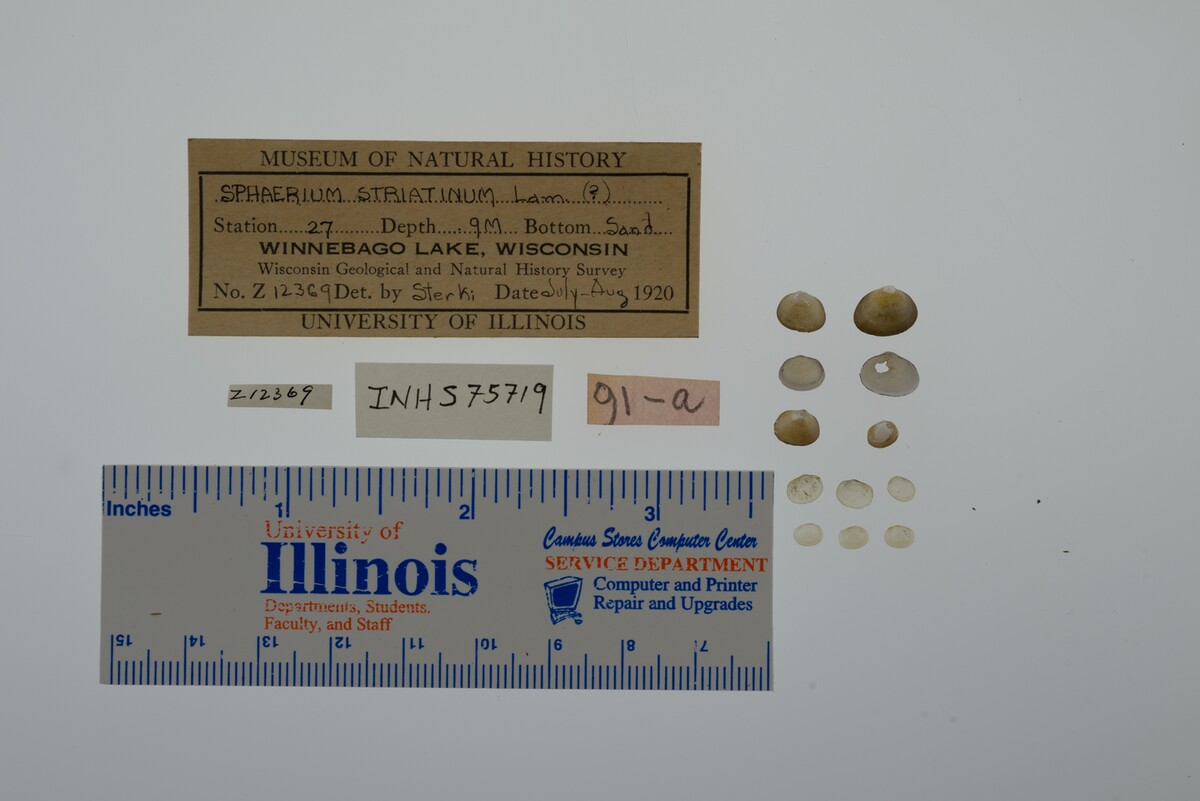 MUSEUM OF NATURAL HISTORY
SPHAERIUM STRIATINUM Lam. (?)
Station 27 Depth 9M Bottom Sand
WINNEBAGO LAKE, WISCONSIN
Wisconsin Geological and Natural History Survey
No. Z 12369 Det. by Sterki Date July-Aug 1920
UNIVERSITY OF ILLINOIS
Z12369
INHS75719
91-a
Inches 1 2 3
University of
Illinois
Departments, Students,
Faculty, and Staff
Campus Stores Computer Center
SERVICE DEPARTMENT
Computer and Printer
Repair and Upgrades
15 14 13 12 11 10 9 8 7